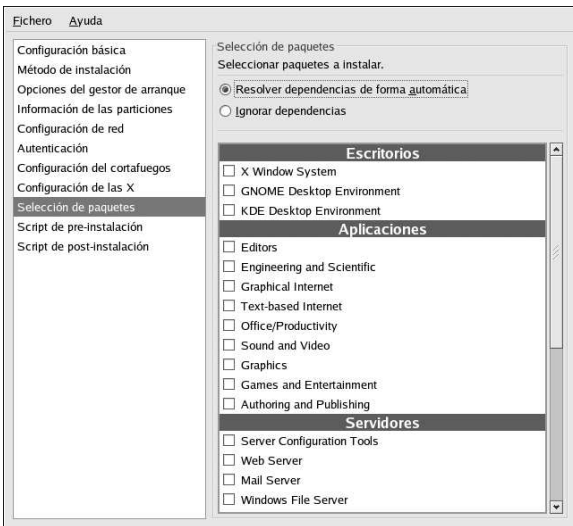 Fichero Ayuda
Configuración básica
Método de instalación
Opciones del gestor de arranque
Información de las particiones
Configuración de red
Autenticación
Configuración del cortafuegos
Configuración de las X
Selección de paquetes
Script de pre-instalación
Script de post-instalación
Selección de paquetes
Seleccionar paquetes a instalar.
Resolver dependencias de forma automática
Ignorar dependencias
Escritorios
X Window System
GNOME Desktop Environment
KDE Desktop Environment
Aplicaciones
Editors
Engineering and Scientific
Graphical Internet
Text-based Internet
Office/Productivity
Sound and Video
Graphics
Games and Entertainment
Authoring and Publishing
Servidores
Server Configuration Tools
Web Server
Mail Server
Windows File Server